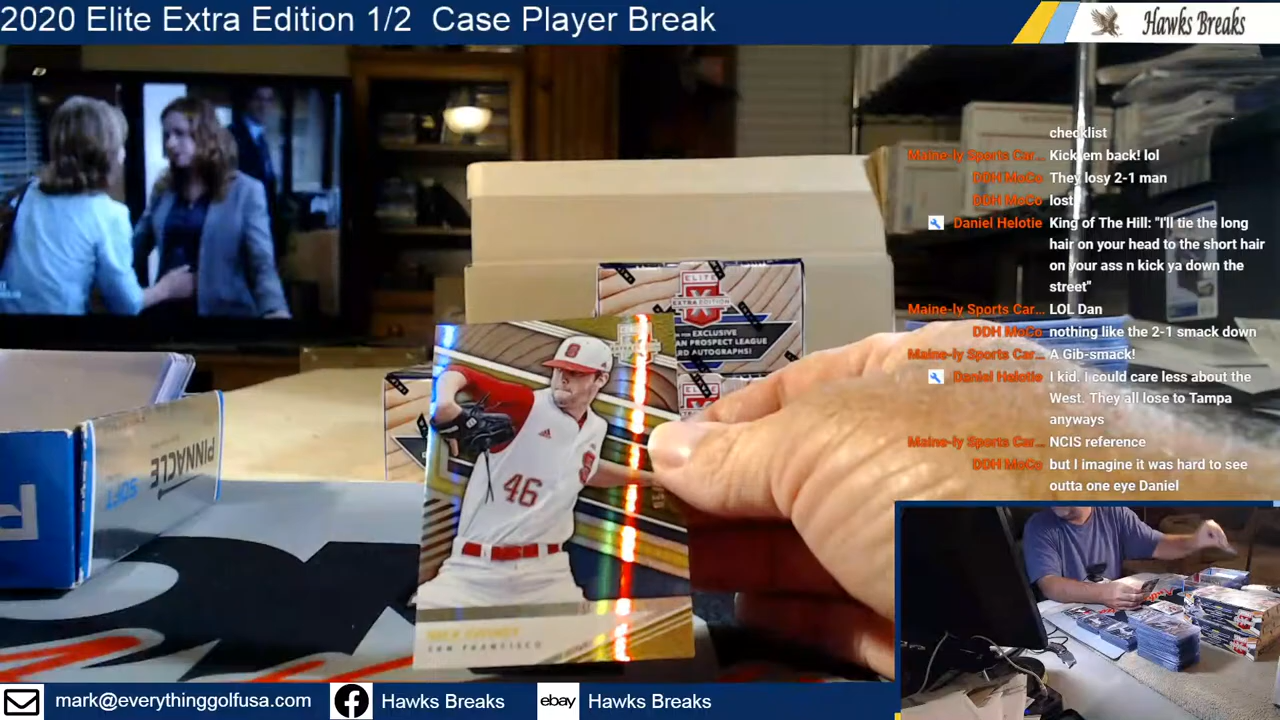 2020 Elite Extra Edition 1/2 Case Player Break
Hawks Breaks
checklist
Maine-ly Sports Car... Kick em back! lol
DDH MoCo They losy 2-1 man
DDH MoCo lost
Daniel Helotie King of The Hill: "I'll tie the long
hair on your head to the short hair
on your ass n kick ya down the
street"
Maine-ly Sports Car... LOL Dan
DDH MoCo nothing like the 2-1 smack down
Maine-ly Sports Car... A Gib-smack!
Daniel Helotie I kid. I could care less about the
West. They all lose to Tampa
anyways
Maine-ly Sports Car... NCIS reference
DDH MoCo but I imagine it was hard to see
outta one eye Daniel
ELITE
EXTRA EDITION
EXCLUSIVE
PROSPECT LEAGUE
AUTOGRAPHS!
46
SAN FRANCISCO
PINNACLE
SOFT
mark@everythinggolfusa.com
Hawks Breaks
ebay
Hawks Breaks